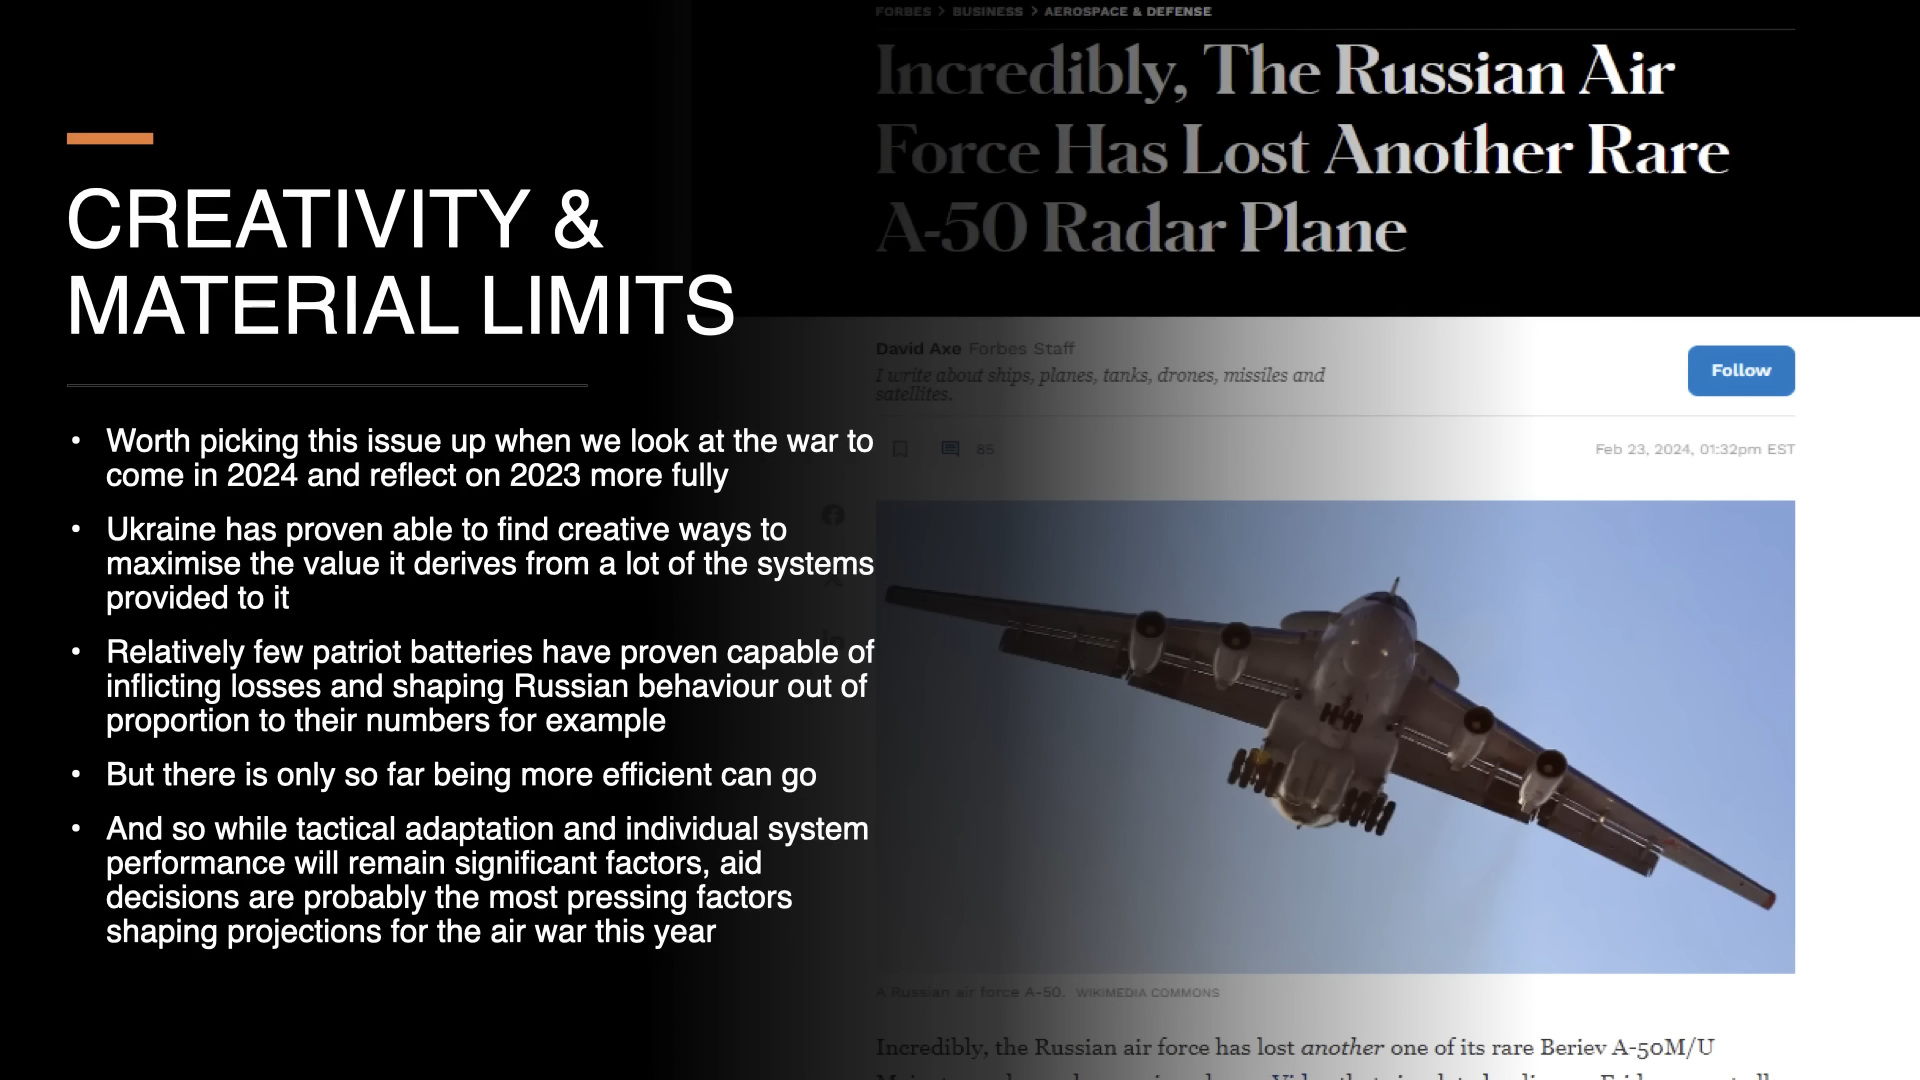 FORBES > BUSINESS > AEROSPACE & DEFENSE
Incredibly, The Russian Air
Force Has Lost Another Rare
A-50 Radar Plane
CREATIVITY &
MATERIAL LIMITS
• Worth picking this issue up when we look at the war to
come in 2024 and reflect on 2023 more fully
• Ukraine has proven able to find creative ways to
maximise the value it derives from a lot of the systems
provided to it
• Relatively few patriot batteries have proven capable of
inflicting losses and shaping Russian behaviour out of
proportion to their numbers for example
• But there is only so far being more efficient can go
• And so while tactical adaptation and individual system
performance will remain significant factors, aid
decisions are probably the most pressing factors
shaping projections for the air war this year
David Axe Forbes Staff
I write about ships, planes, tanks, drones, missiles and
satellites.
Follow
85
Feb 23, 2024, 01:32pm EST
A Russian air force A-50. WIKIMEDIA COMMONS
Incredibly, the Russian air force has lost another one of its rare Beriev A-50M/U